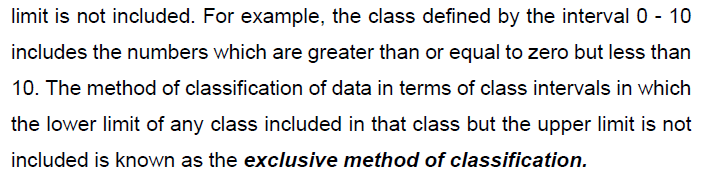 limit is not included. For example, the class defined by the interval 0 - 10
includes the numbers which are greater than or equal to zero but less than
10. The method of classification of data in terms of class intervals in which
the lower limit of any class included in that class but the upper limit is not
included is known as the exclusive method of classification.